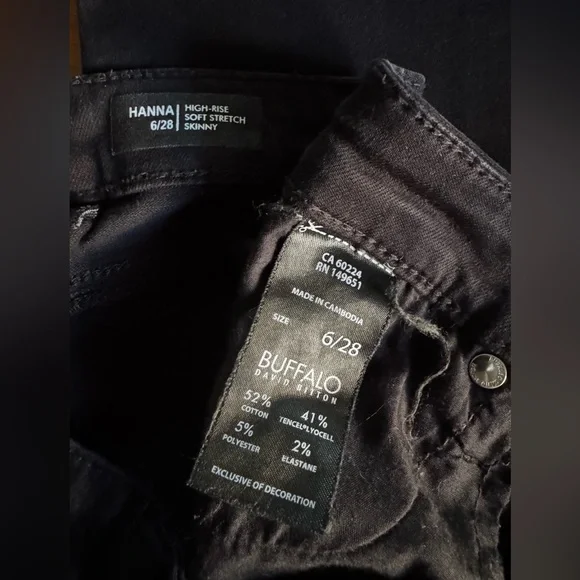 HANNA
6/28
HIGH-RISE
SOFT STRETCH
SKINNY
CA 60224
RN 149651
MADE IN CAMBODIA
SIZE 6/28
BUFFALO
DAVID BITTON
52% 41%
COTTON TENCEL®LYOCELL
5% 2%
POLYESTER ELASTANE
EXCLUSIVE OF DECORATION